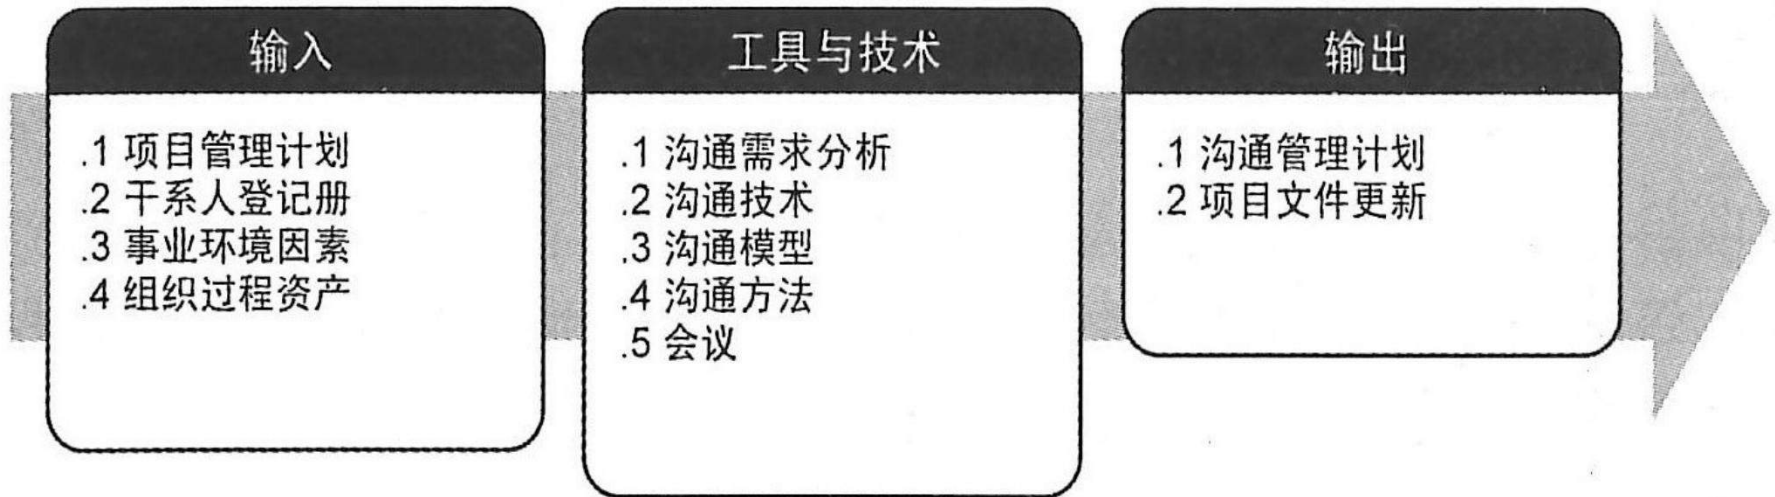 输入
.1 项目管理计划
.2 干系人登记册
.3 事业环境因素
.4 组织过程资产
工具与技术
.1 沟通需求分析
.2 沟通技术
.3 沟通模型
.4 沟通方法
.5 会议
输出
.1 沟通管理计划
.2 项目文件更新